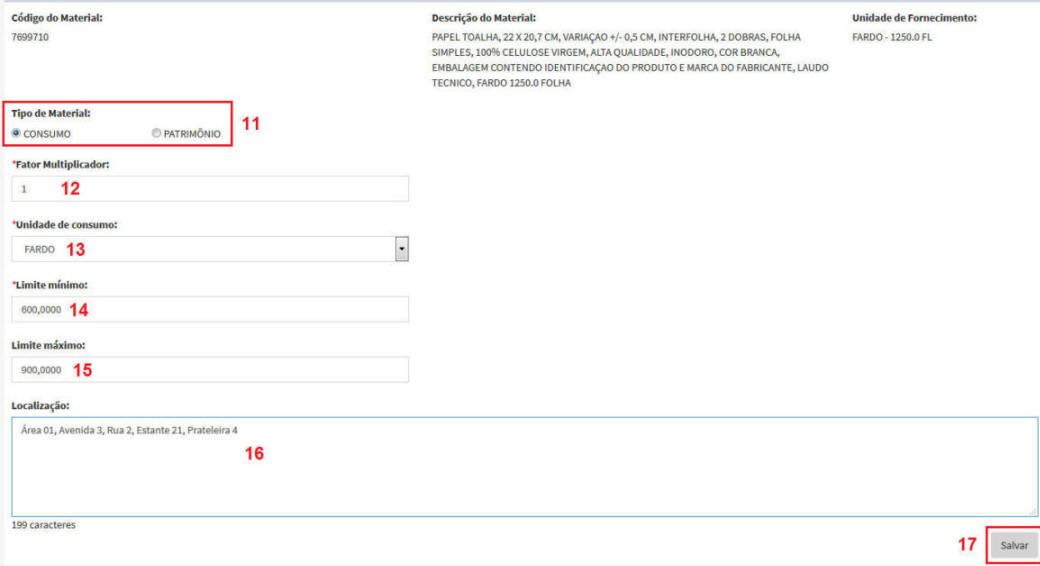 Código do Material:
Descrição do Material:
Unidade de Fornecimento:
7699710
PAPEL TOALHA, 22 X 20,7 CM, VARIAÇAO +/- 0,5 CM, INTERFOLHA, 2 DOBRAS, FOLHA
SIMPLES, 100% CELULOSE VIRGEM, ALTA QUALIDADE, INODORO, COR BRANCA,
EMBALAGEM CONTENDO IDENTIFICAÇAO DO PRODUTO E MARCA DO FABRICANTE, LAUDO
TECNICO, FARDO 1250.0 FOLHA
FARDO - 1250.0 FL
Tipo de Material:
CONSUMO PATRIMÔNIO
11
*Fator Multiplicador:
1 12
*Unidade de consumo:
FARDO 13
*Limite mínimo:
600,0000 14
Limite máximo:
900,0000 15
Localização:
Área 01, Avenida 3, Rua 2, Estante 21, Prateleira 4
16
199 caracteres
17 Salvar